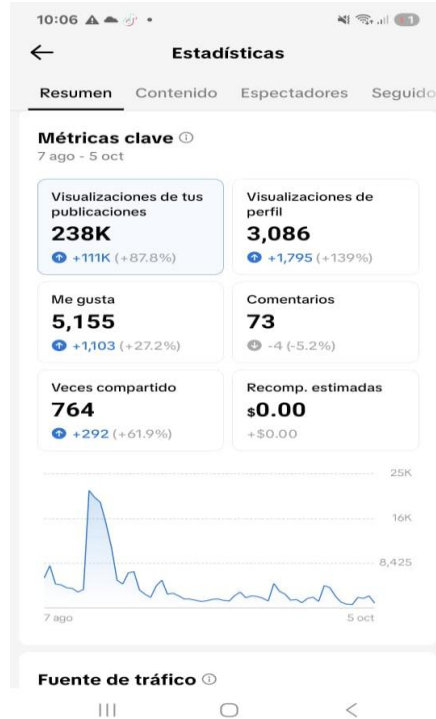 10:06
Estadísticas
Resumen Contenido Espectadores Seguido
Métricas clave
7 ago - 5 oct
Visualizaciones de tus
publicaciones
238K
+111K (+87.8%)
Visualizaciones de
perfil
3,086
+1,795 (+139%)
Me gusta
5,155
+1,103 (+27.2%)
Comentarios
73
-4 (-5.2%)
Veces compartido
764
+292 (+61.9%)
Recomp. estimadas
$0.00
+$0.00
25K
16K
8,425
7 ago 5 oct
Fuente de tráfico